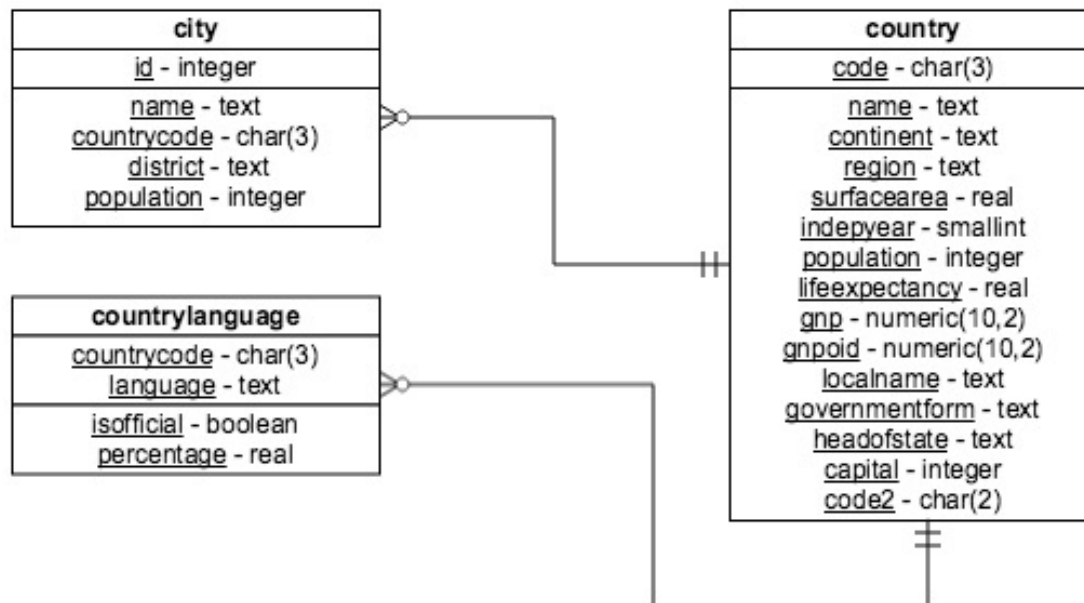 city
id - integer
name - text
countrycode - char(3)
district - text
population - integer
countrylanguage
countrycode - char(3)
language - text
isofficial - boolean
percentage - real
country
code - char(3)
name - text
continent - text
region - text
surfacearea - real
indepyear - smallint
population - integer
lifeexpectancy - real
gnp - numeric(10,2)
gnpoid - numeric(10,2)
localname - text
governmentform - text
headofstate - text
capital - integer
code2 - char(2)